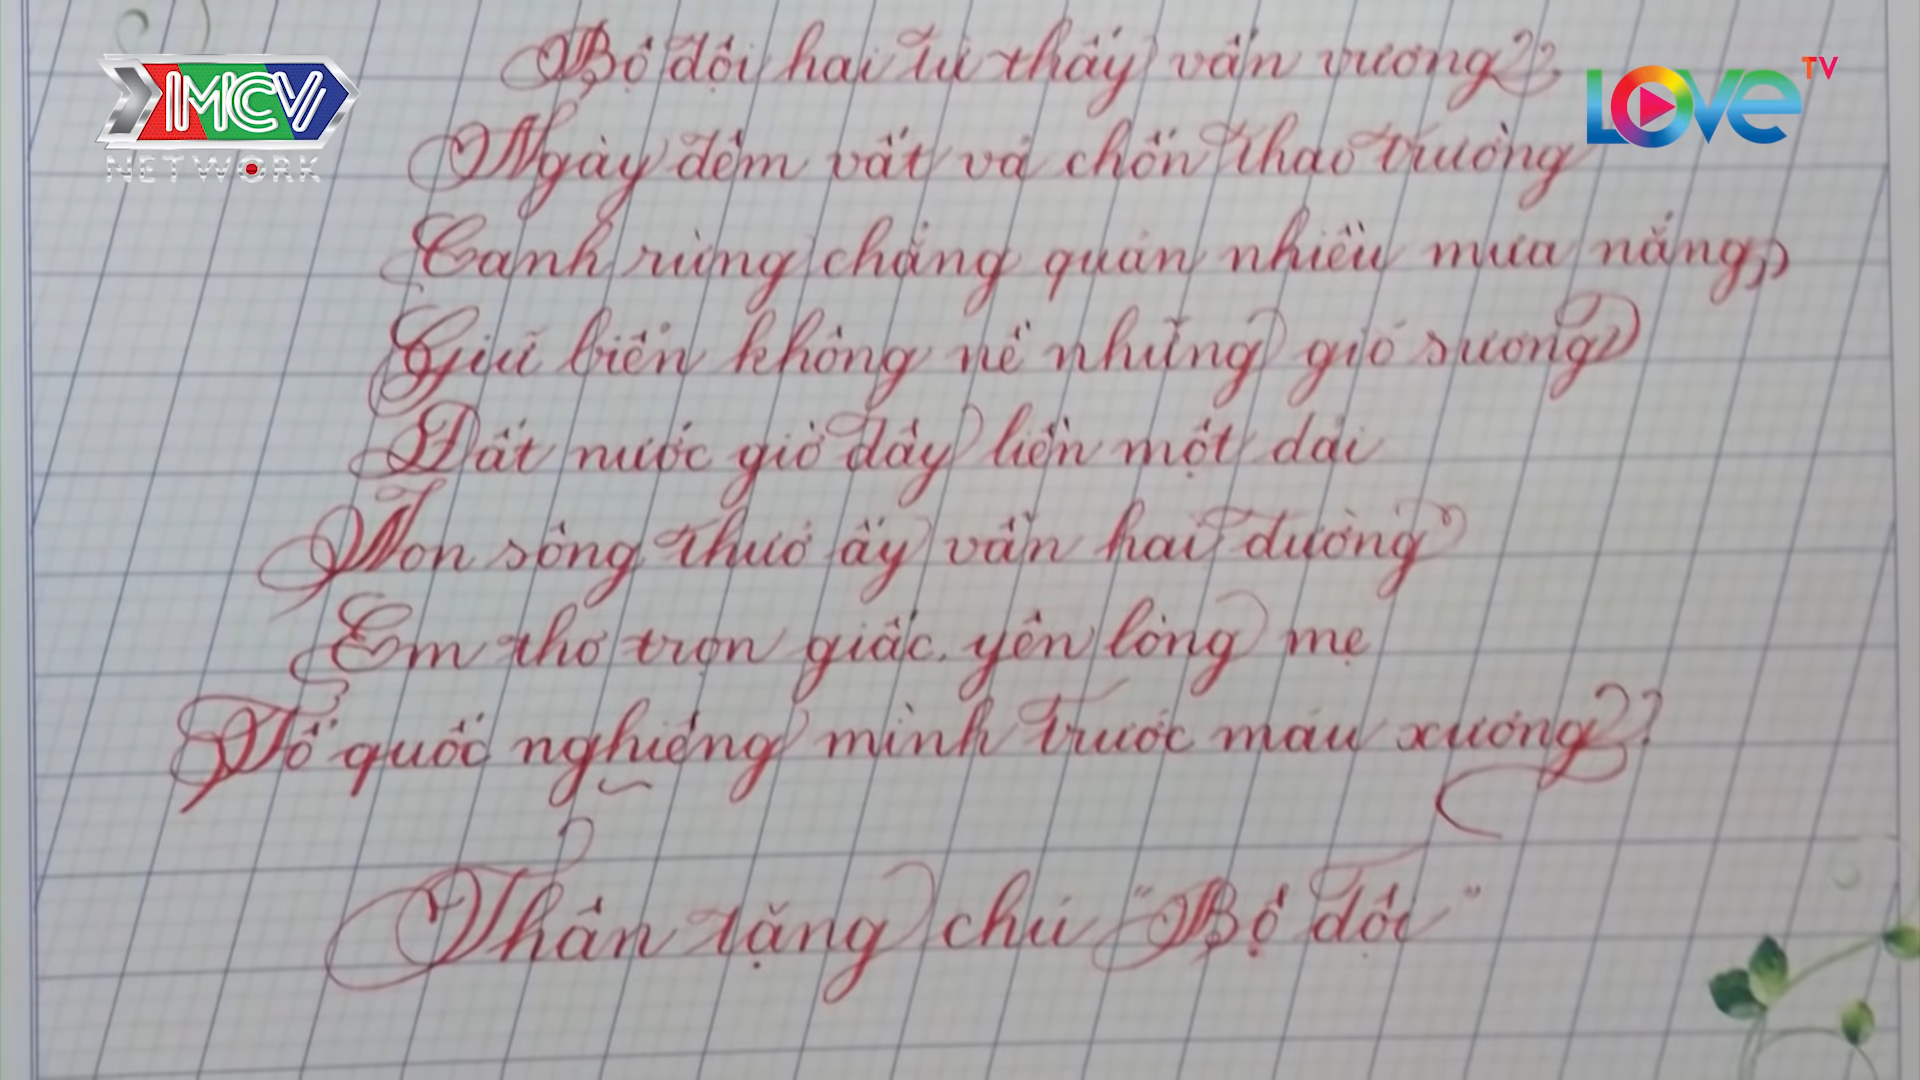 MCV
NETWORK
LOVE TV
Bộ đội hai từ thấy vấn vương
Ngày đêm vất vả chốn thao trường
Canh rừng chẳng quản nhiều mưa nắng
Giữ biển không nề những gió sương
Đất nước giờ đây liền một dải
Non sông thuở ấy vẫn hai đường
Em thơ tròn giấc, yên lòng mẹ
Tổ quốc nghiêng mình trước máu xương
Thân tặng chú "Bộ đội"